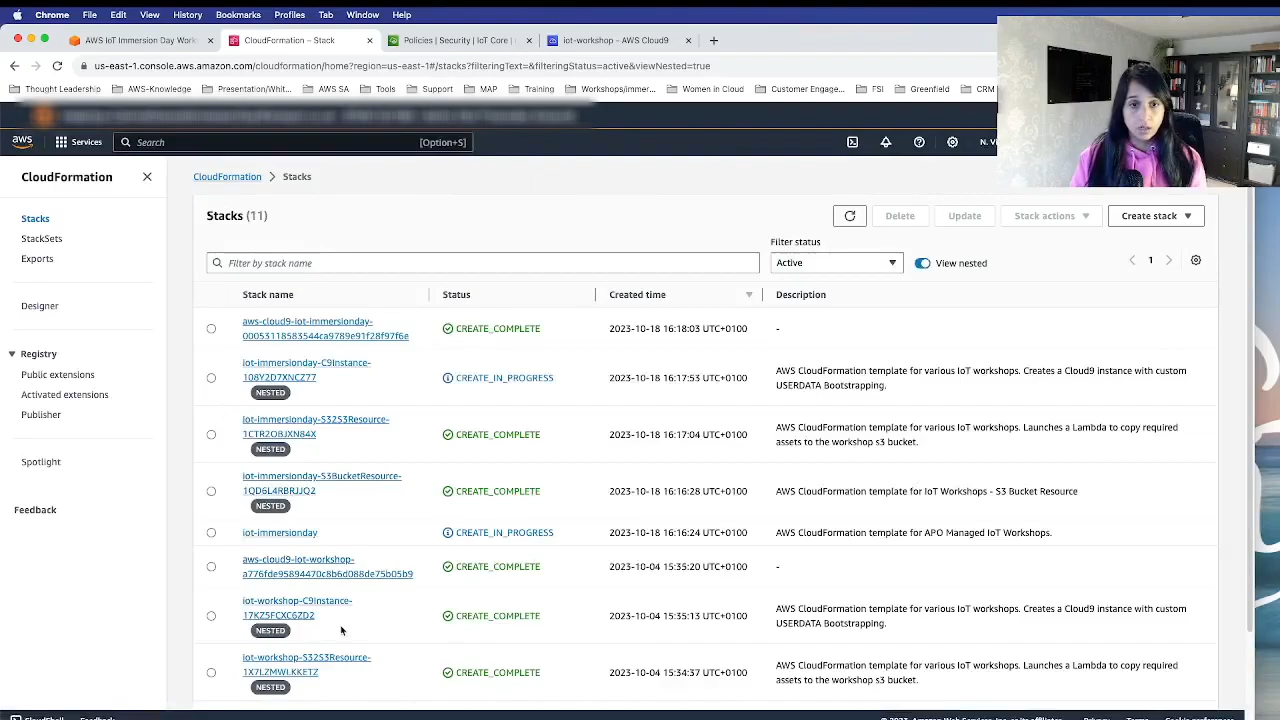 Chrome File Edit View History Bookmarks Profiles Tab Window Help
AWS IoT Immersion Day Work × CloudFormation – Stack × Policies | Security | IoT Core | × iot-workshop - AWS Cloud9 × +
us-east-1.console.aws.amazon.com/cloudformation/home?region=us-east-1#/stacks?filteringText=&filteringStatus=active&viewNested=true
Thought Leadership AWS-Knowledge Presentation/Whit... AWS SA TuTs Support MAP Training Workshops/immer... Women in Cloud Customer Engage... FSI Greenfield CRM
aws Services Search [Option+S]
CloudFormation ×
CloudFormation > Stacks
Stacks
StackSets
Exports
Designer
Registry
Public extensions
Activated extensions
Publisher
Spotlight
Feedback
Stacks (11)
Delete Update Stack actions Create stack
Filter status
Filter by stack name Active View nested 1
Stack name Status Created time Description
aws-cloud9-iot-immersionday-
00053118583544ca9789e91f28f97f6e CREATE_COMPLETE 2023-10-18 16:18:03 UTC+0100 -
iot-immersionday-C9Instance-
108Y2D7XNCZ77 CREATE_IN_PROGRESS 2023-10-18 16:17:53 UTC+0100 AWS CloudFormation template for various IoT workshops. Creates a Cloud9 instance with custom
USERDATA Bootstrapping.
NESTED
iot-immersionday-S32S3Resource-
1CTR2OBJXN84X CREATE_COMPLETE 2023-10-18 16:17:04 UTC+0100 AWS CloudFormation template for various IoT workshops. Launches a Lambda to copy required
assets to the workshop s3 bucket.
NESTED
iot-immersionday-S3BucketResource-
1QD6L4RBRJJQ2 CREATE_COMPLETE 2023-10-18 16:16:28 UTC+0100 AWS CloudFormation template for IoT Workshops - S3 Bucket Resource
NESTED
iot-immersionday CREATE_IN_PROGRESS 2023-10-18 16:16:24 UTC+0100 AWS CloudFormation template for APO Managed IoT Workshops.
aws-cloud9-iot-workshop-
a776fde95894470c8b6d088de75b05b9 CREATE_COMPLETE 2023-10-04 15:35:20 UTC+0100 -
iot-workshop-C9Instance-
17KZ5FCXC6ZD2 CREATE_COMPLETE 2023-10-04 15:35:10 UTC+0100 AWS CloudFormation template for various IoT workshops. Creates a Cloud9 instance with custom
USERDATA Bootstrapping.
NESTED
iot-workshop-S32S3Resource-
1X7LZMWLKKETZ CREATE_COMPLETE 2023-10-04 15:34:37 UTC+0100 AWS CloudFormation template for various IoT workshops. Launches a Lambda to copy required
assets to the workshop s3 bucket.
NESTED